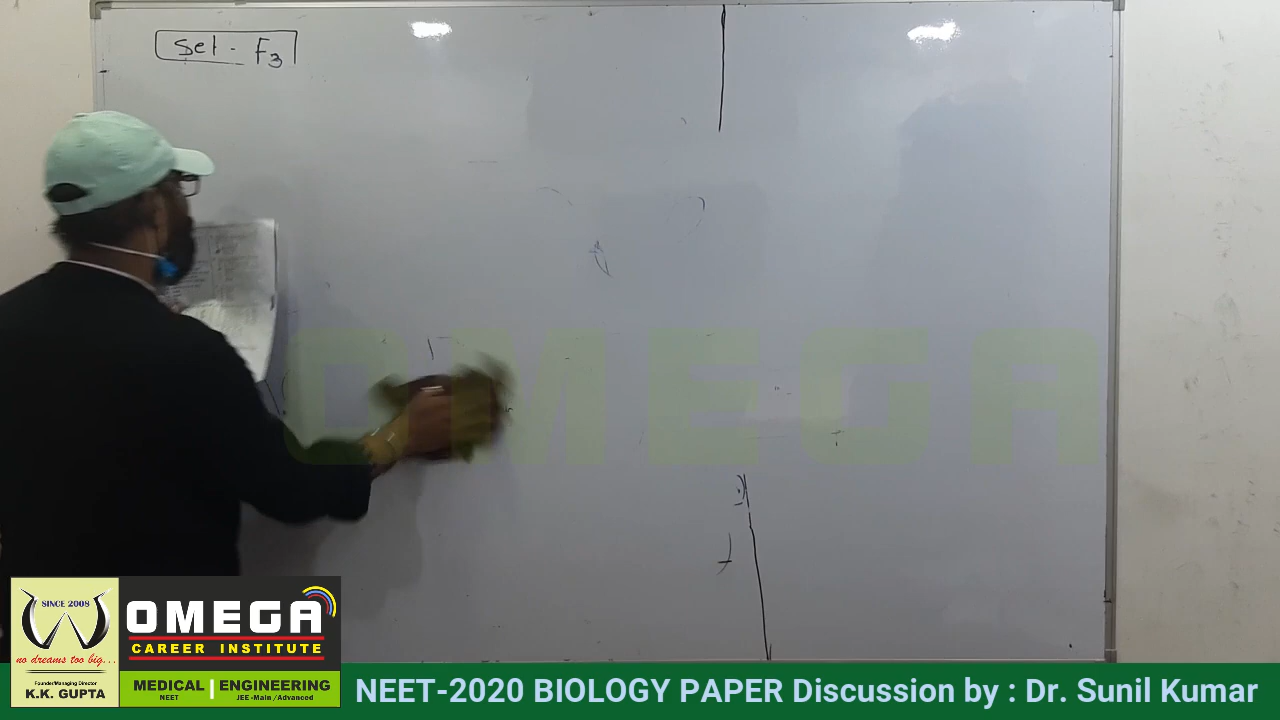 Set - F3
OMEGA
SINCE 2008
no dreams too big...
Founder/Managing Director
K.K. GUPTA
OMEGA
CAREER INSTITUTE
MEDICAL | ENGINEERING
NEET JEE-Main /Advanced
NEET-2020 BIOLOGY PAPER Discussion by : Dr. Sunil Kumar